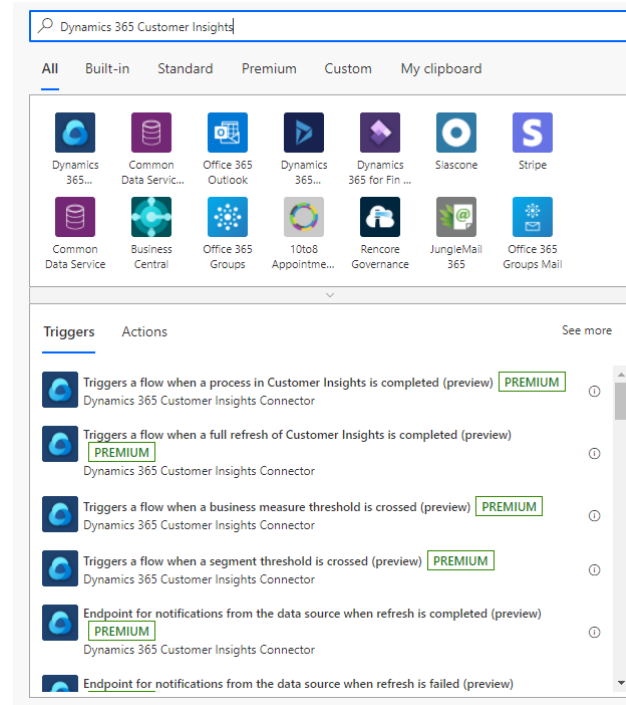 Dynamics 365 Customer Insights
All Built-in Standard Premium Custom My clipboard
Dynamics 365...
Common Data Servic...
Office 365 Outlook
Dynamics 365...
Dynamics 365 for Fin ...
Siascone
Stripe
Common Data Service
Business Central
Office 365 Groups
10to8 Appointme...
Rencore Governance
JungleMail 365
Office 365 Groups Mail
Triggers Actions See more
Triggers a flow when a process in Customer Insights is completed (preview) PREMIUM
Dynamics 365 Customer Insights Connector
Triggers a flow when a full refresh of Customer Insights is completed (preview)
PREMIUM
Dynamics 365 Customer Insights Connector
Triggers a flow when a business measure threshold is crossed (preview) PREMIUM
Dynamics 365 Customer Insights Connector
Triggers a flow when a segment threshold is crossed (preview) PREMIUM
Dynamics 365 Customer Insights Connector
Endpoint for notifications from the data source when refresh is completed (preview)
PREMIUM
Dynamics 365 Customer Insights Connector
Endpoint for notifications from the data source when refresh is failed (preview)